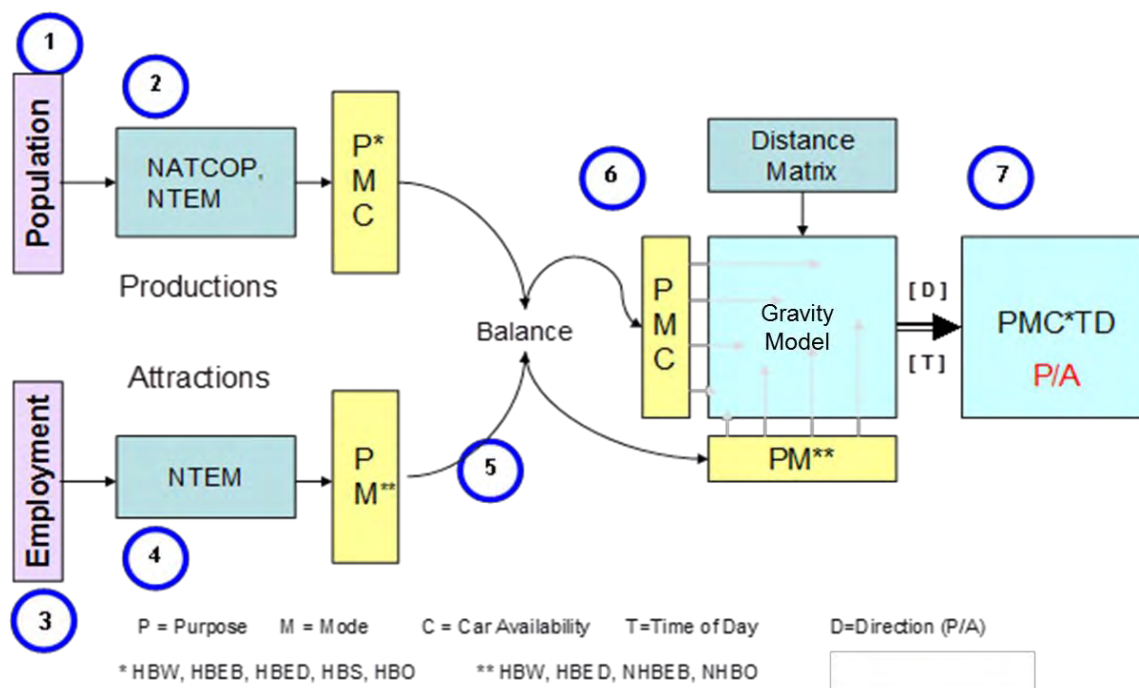 1
2
Population
NATCOP,
NTEM
P*
M
C
Productions
Distance
Matrix
6
7
P
M
C
Gravity
Model
[ D ]
[ T ]
PMC*TD
P/A
Balance
Attractions
Employment
NTEM
P
M**
5
PM**
4
3
P = Purpose M = Mode C = Car Availability T=Time of Day D=Direction (P/A)
* HBW, HBEB, HBED, HBS, HBO ** HBW, HBED, NHBEB, NHBO